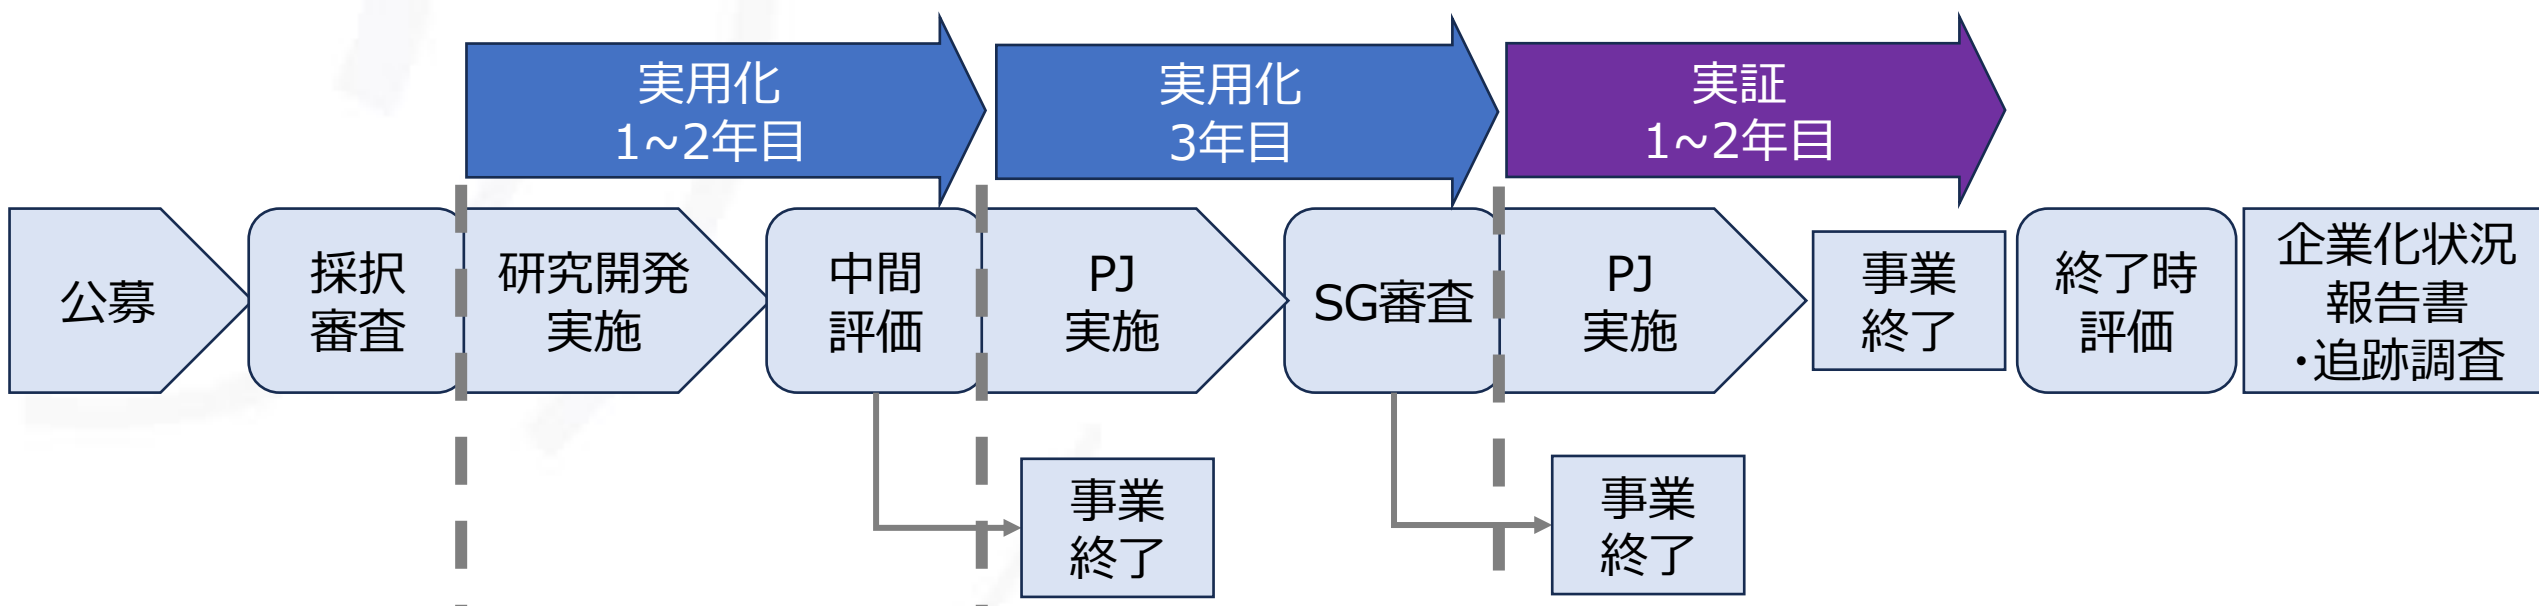 実用化
1~2年目
実用化
3年目
実証
1~2年目
公募
採択
審査
研究開発
実施
中間
評価
PJ
実施
SG審査
PJ
実施
事業
終了
終了時
評価
企業化状況
報告書
・追跡調査
事業
終了
事業
終了